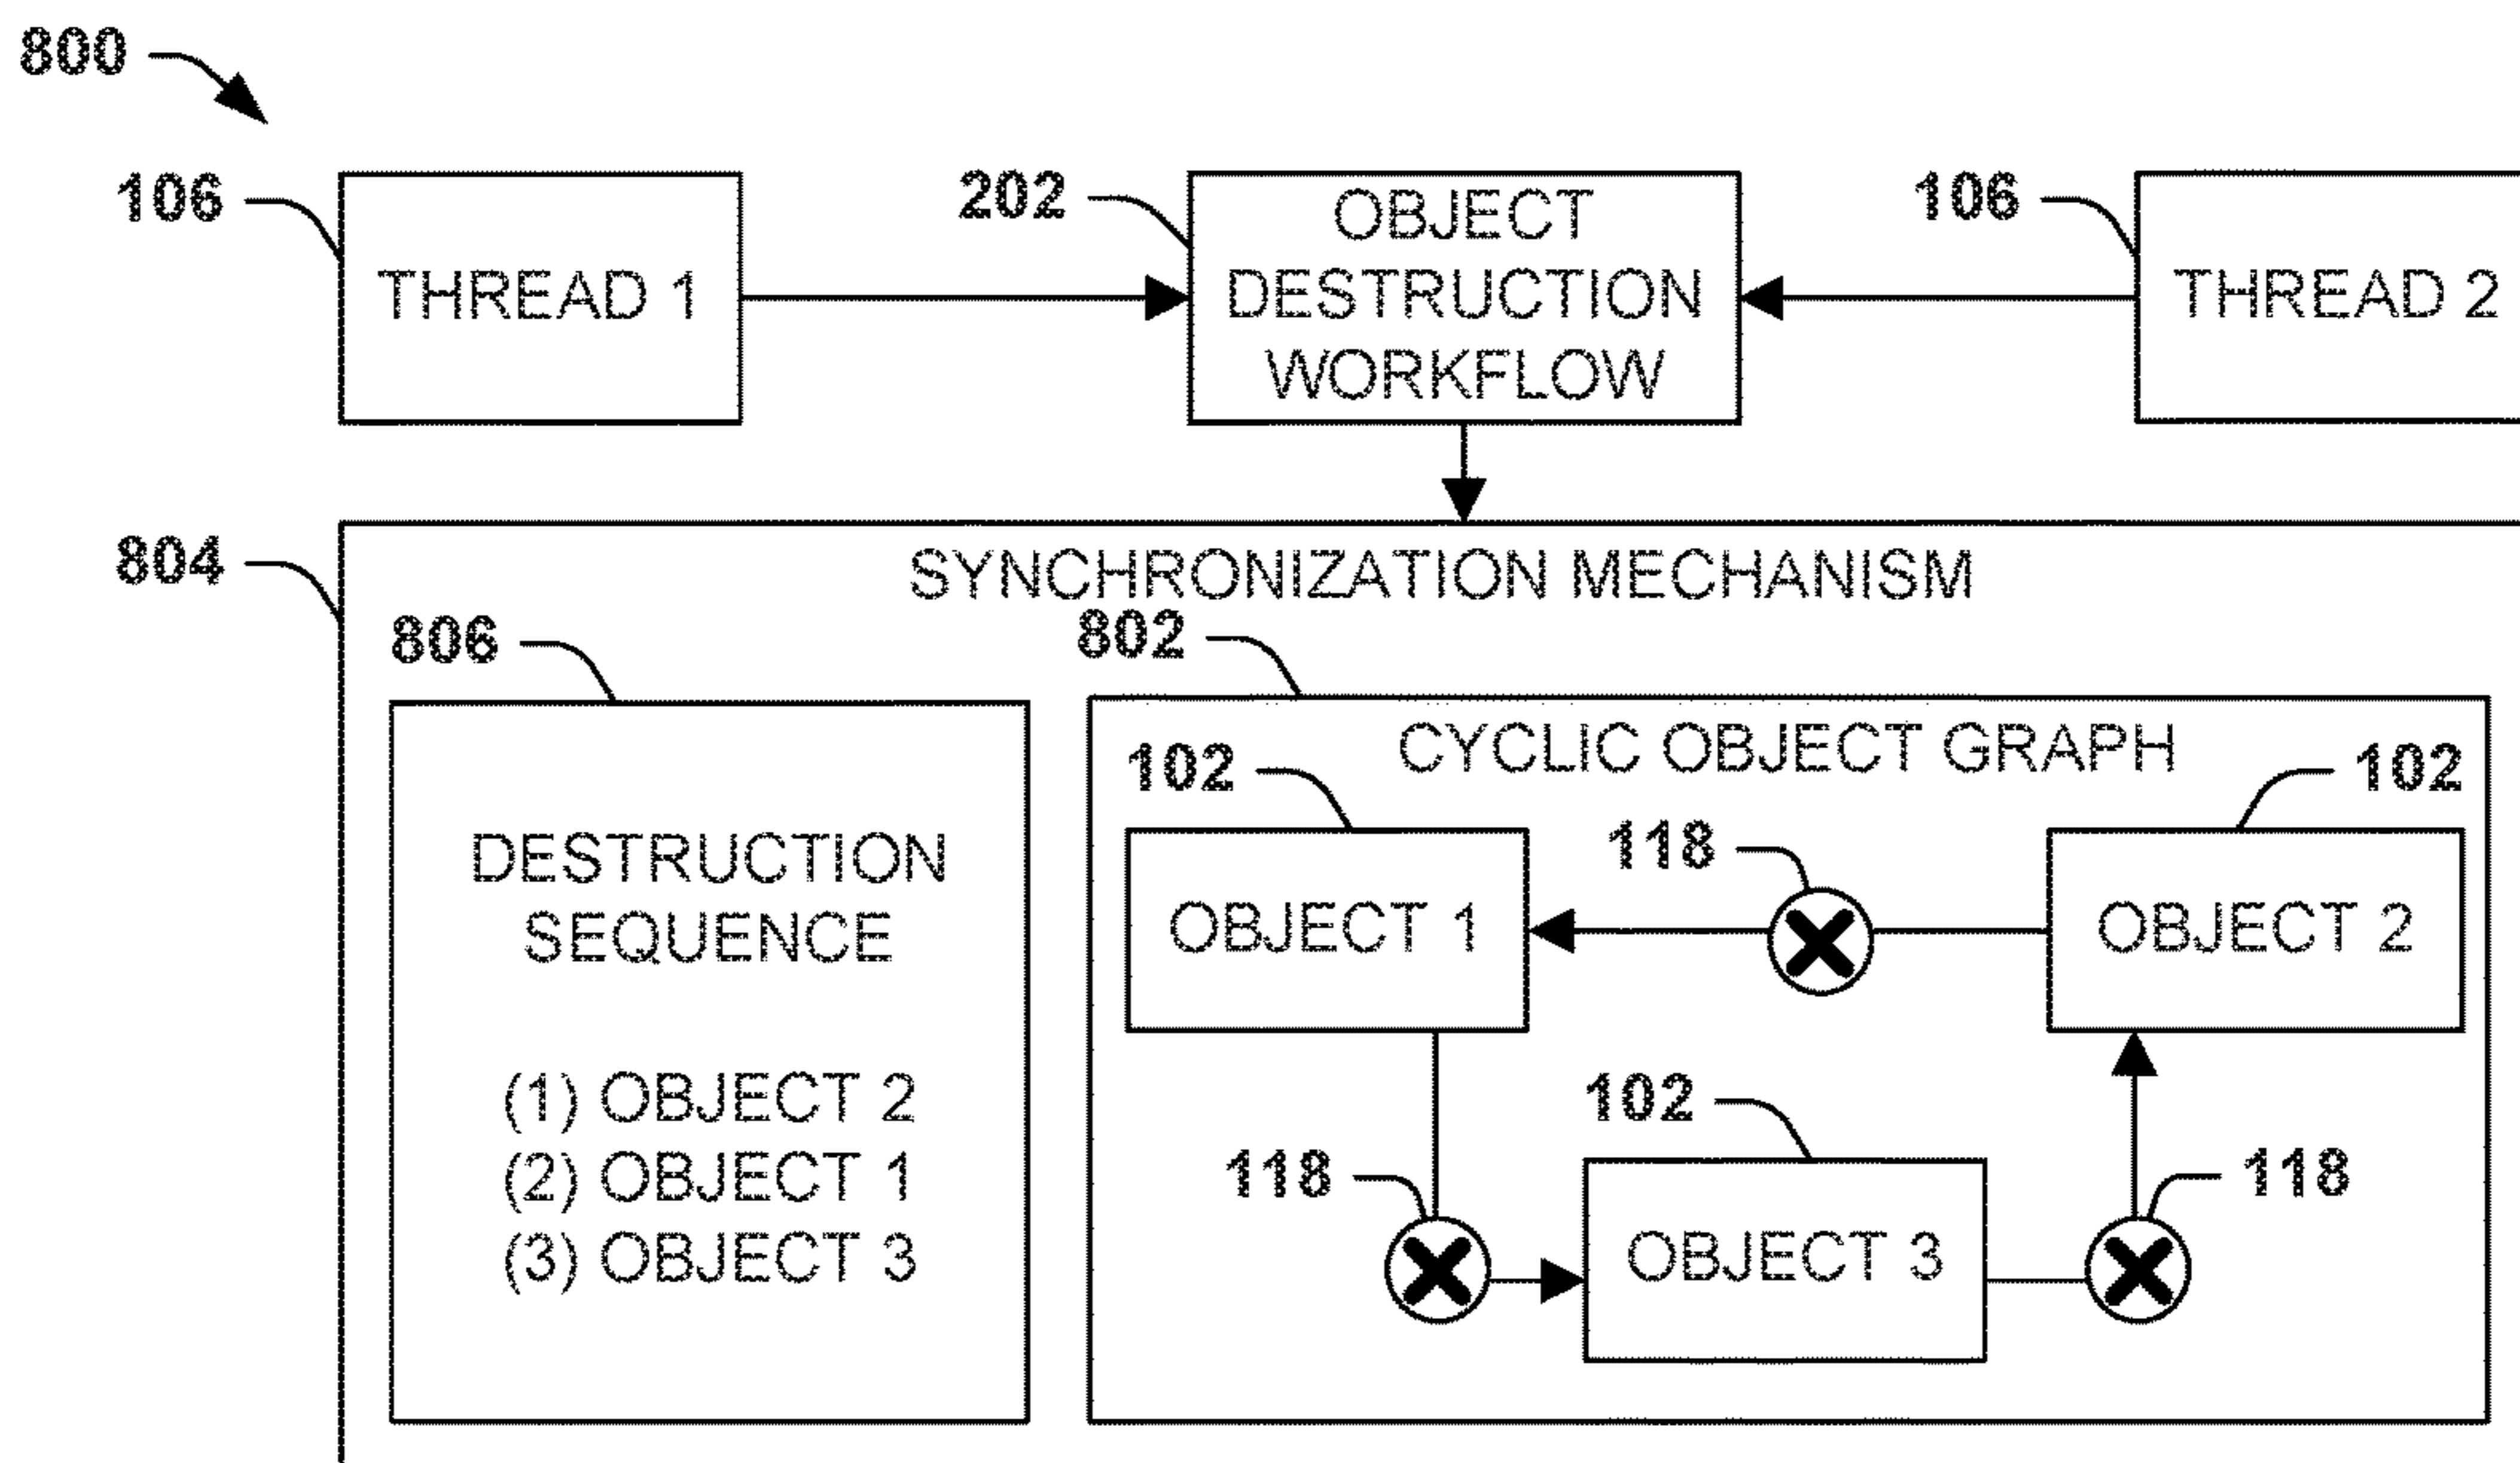 800
106
THREAD 1
202
OBJECT
DESTRUCTION
WORKFLOW
106
THREAD 2
804
SYNCHRONIZATION MECHANISM
806
DESTRUCTION
SEQUENCE
(1) OBJECT 2
(2) OBJECT 1
(3) OBJECT 3
802
CYCLIC OBJECT GRAPH
102
OBJECT 1
118
102
OBJECT 2
118
102
OBJECT 3
118